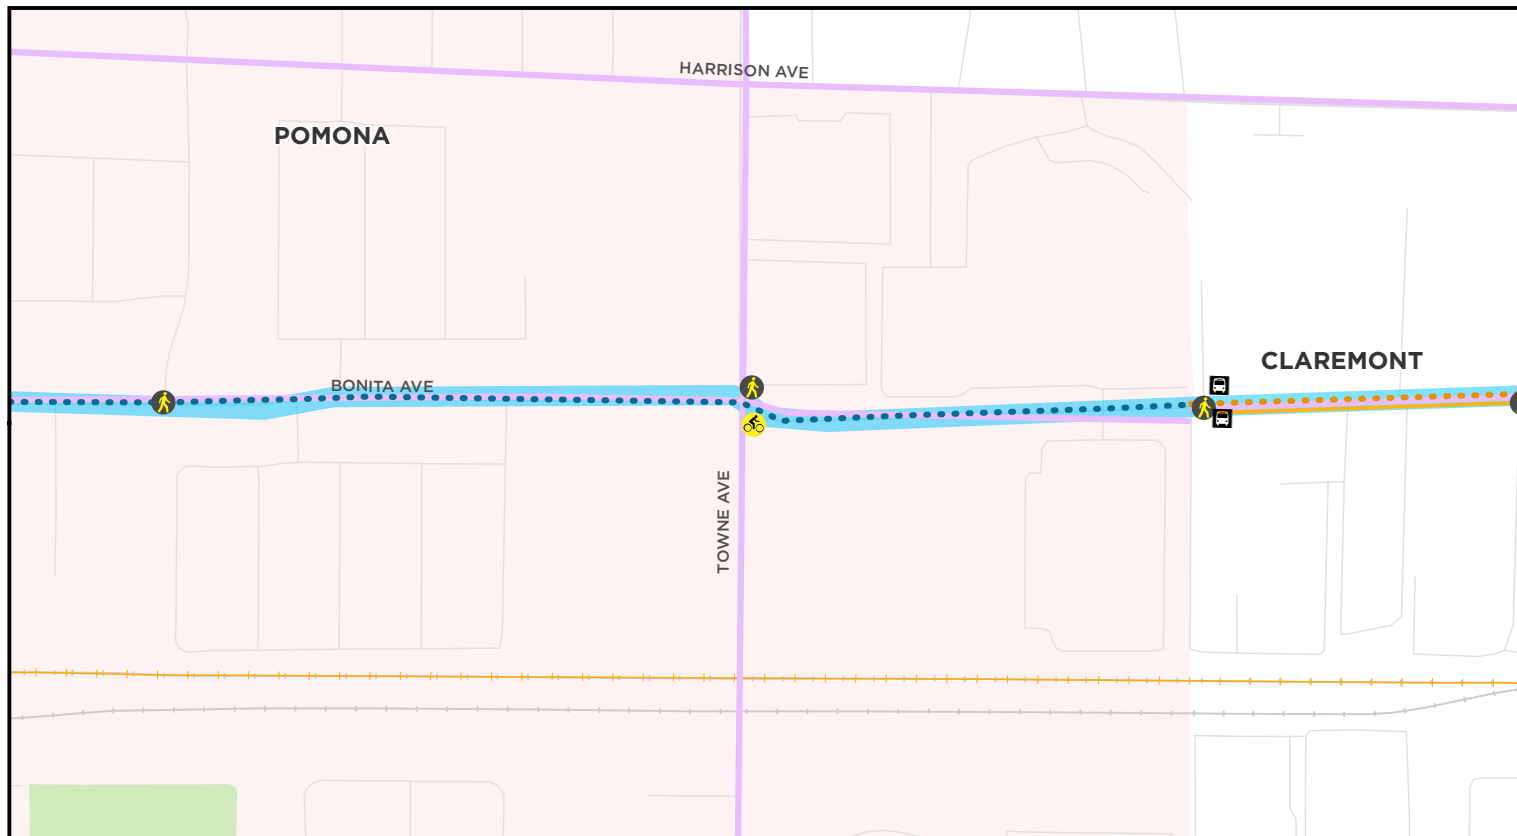 HARRISON AVE
POMONA
CLAREMONT
BONITA AVE
TOWNE AVE